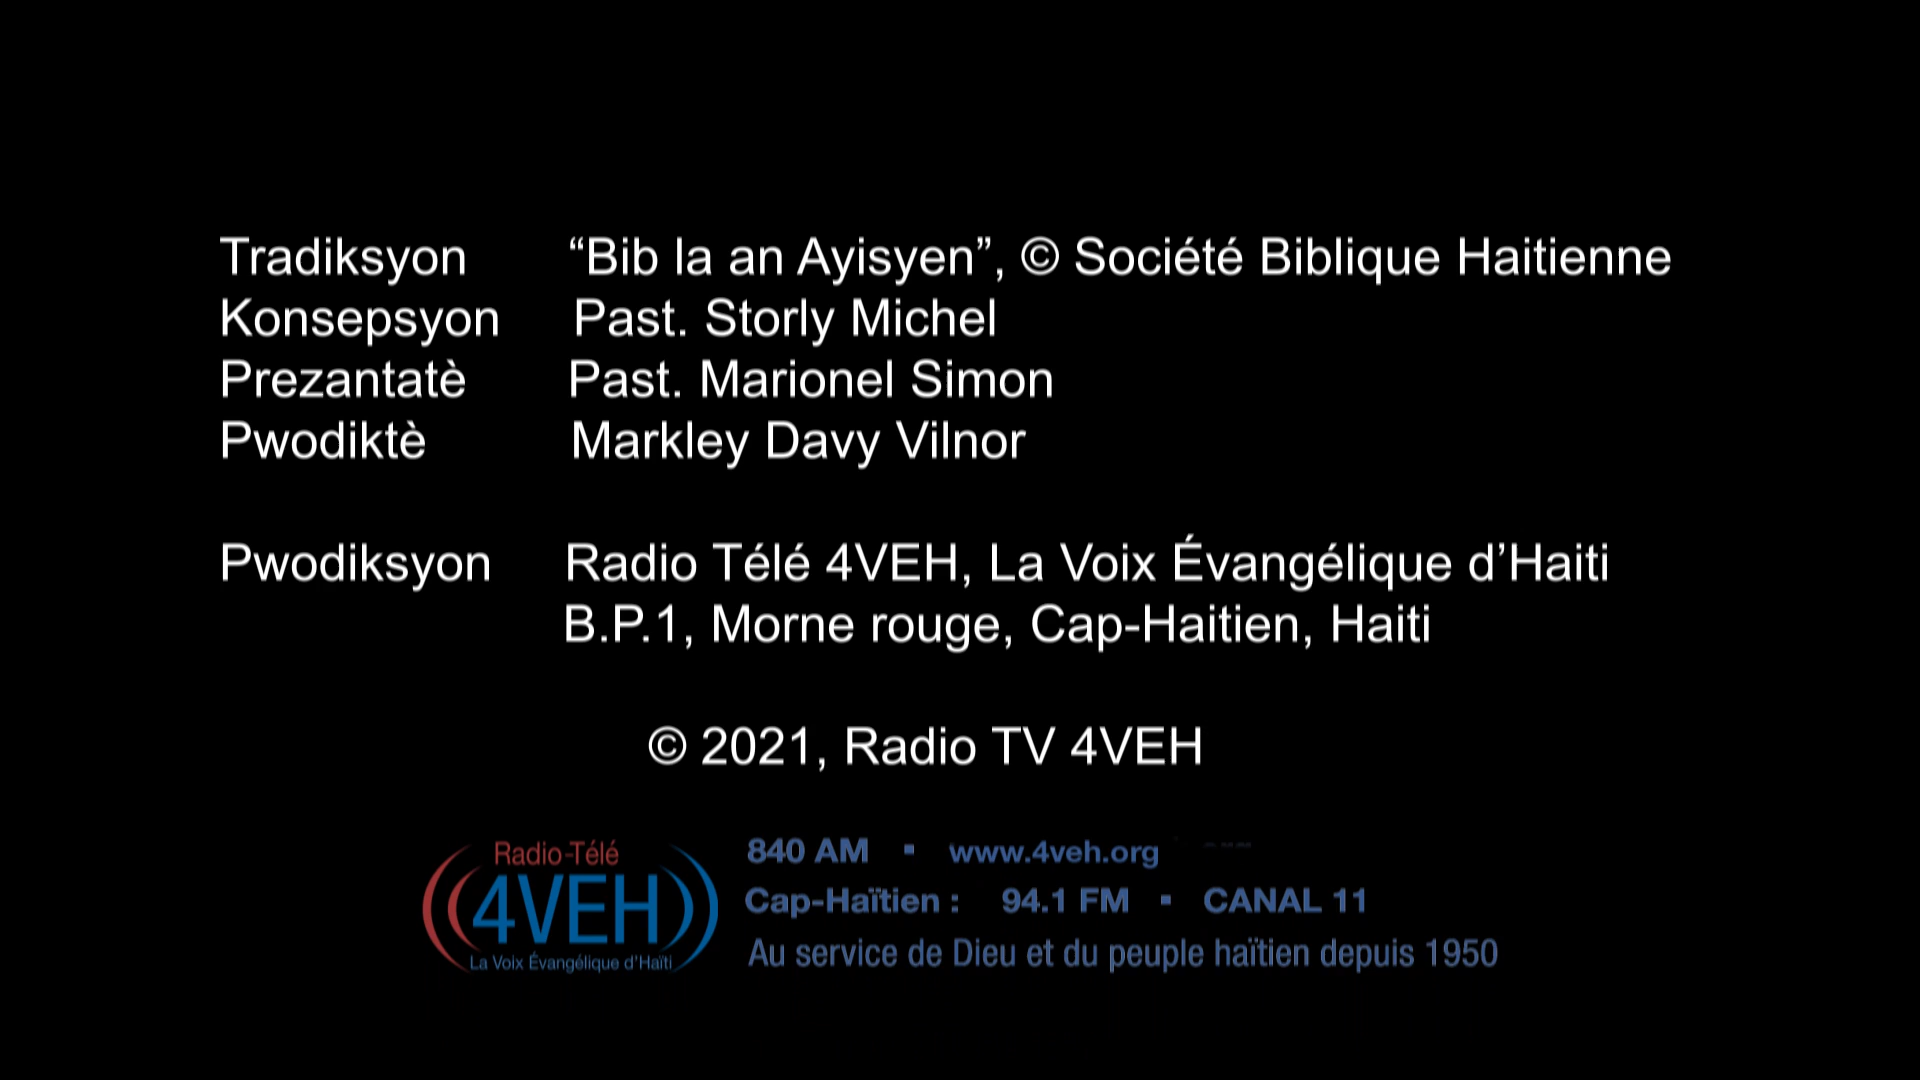 Tradiksyon “Bib la an Ayisyen”, © Société Biblique Haitienne
Konsepsyon Past. Storly Michel
Prezantatè Past. Marionel Simon
Pwodiktè Markley Davy Vilnor
Pwodiksyon Radio Télé 4VEH, La Voix Évangélique d’Haiti
B.P.1, Morne rouge, Cap-Haitien, Haiti
© 2021, Radio TV 4VEH
Radio-Télé
4VEH
La Voix Évangélique d’Haïti
840 AM ▪ www.4veh.org
Cap-Haïtien : 94.1 FM ▪ CANAL 11
Au service de Dieu et du peuple haïtien depuis 1950